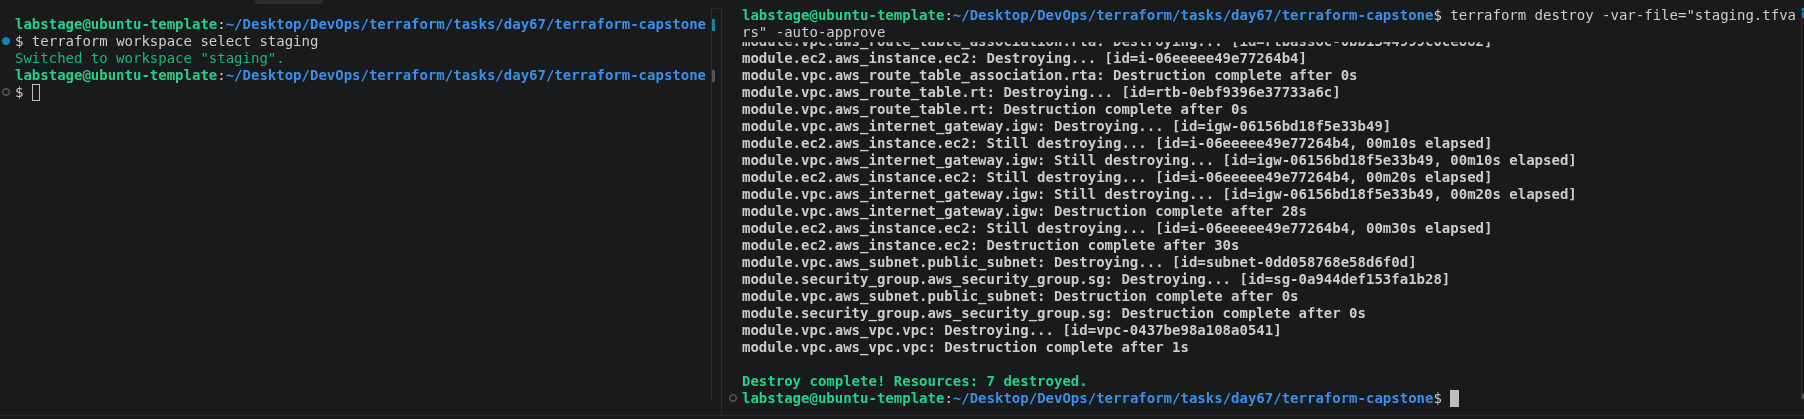 labstage@ubuntu-template:~/Desktop/DevOps/terraform/tasks/day67/terraform-capstone
$ terraform workspace select staging
Switched to workspace "staging".
labstage@ubuntu-template:~/Desktop/DevOps/terraform/tasks/day67/terraform-capstone
$
labstage@ubuntu-template:~/Desktop/DevOps/terraform/tasks/day67/terraform-capstone$ terraform destroy -var-file="staging.tfva
rs" -auto-approve
module.vpc.aws_route_table_association.rta: Destroying...
module.ec2.aws_instance.ec2: Destroying... [id=i-06eeeee49e77264b4]
module.vpc.aws_route_table_association.rta: Destruction complete after 0s
module.vpc.aws_route_table.rt: Destroying... [id=rtb-0ebf9396e37733a6c]
module.vpc.aws_route_table.rt: Destruction complete after 0s
module.vpc.aws_internet_gateway.igw: Destroying... [id=igw-06156bd18f5e33b49]
module.ec2.aws_instance.ec2: Still destroying... [id=i-06eeeee49e77264b4, 00m10s elapsed]
module.vpc.aws_internet_gateway.igw: Still destroying... [id=igw-06156bd18f5e33b49, 00m10s elapsed]
module.ec2.aws_instance.ec2: Still destroying... [id=i-06eeeee49e77264b4, 00m20s elapsed]
module.vpc.aws_internet_gateway.igw: Still destroying... [id=igw-06156bd18f5e33b49, 00m20s elapsed]
module.vpc.aws_internet_gateway.igw: Destruction complete after 28s
module.ec2.aws_instance.ec2: Still destroying... [id=i-06eeeee49e77264b4, 00m30s elapsed]
module.ec2.aws_instance.ec2: Destruction complete after 30s
module.vpc.aws_subnet.public_subnet: Destroying... [id=subnet-0dd058768e58d6f0d]
module.security_group.aws_security_group.sg: Destroying... [id=sg-0a944def153fa1b28]
module.vpc.aws_subnet.public_subnet: Destruction complete after 0s
module.security_group.aws_security_group.sg: Destruction complete after 0s
module.vpc.aws_vpc.vpc: Destroying... [id=vpc-0437be98a108a0541]
module.vpc.aws_vpc.vpc: Destruction complete after 1s
Destroy complete! Resources: 7 destroyed.
labstage@ubuntu-template:~/Desktop/DevOps/terraform/tasks/day67/terraform-capstone$